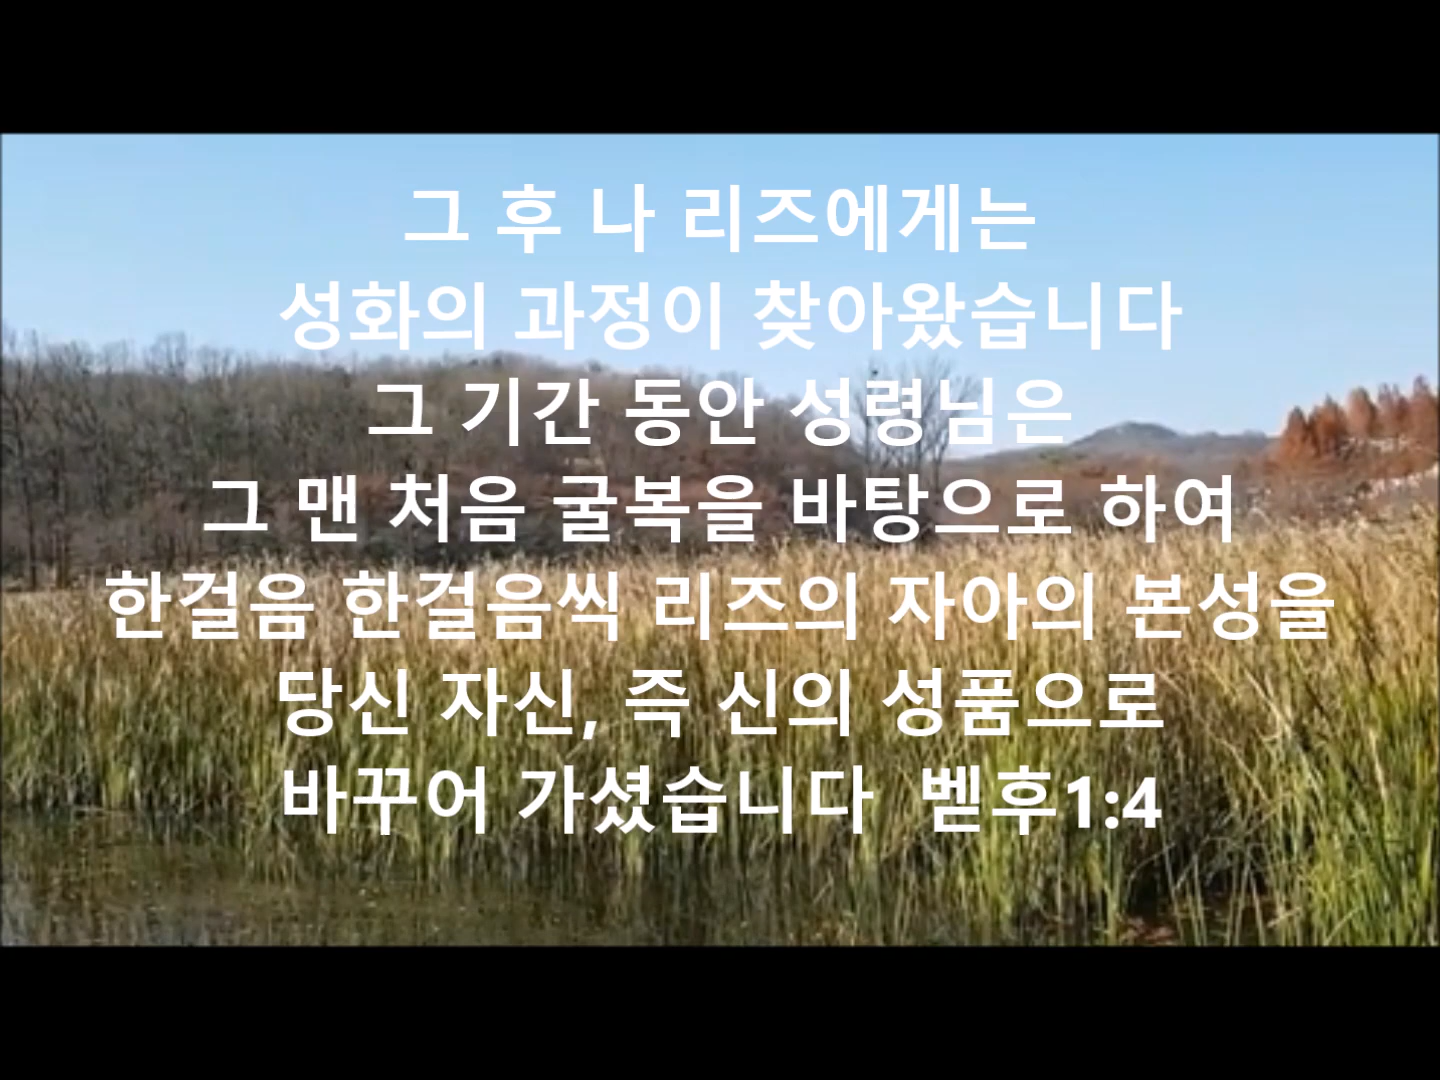 그 후 나 리즈에게는
성화의 과정이 찾아왔습니다
그 기간 동안 성령님은
그 맨 처음 굴복을 바탕으로 하여
한걸음 한걸음씩 리즈의 자아의 본성을
당신 자신, 즉 신의 성품으로
바꾸어 가셨습니다 벧후1:4